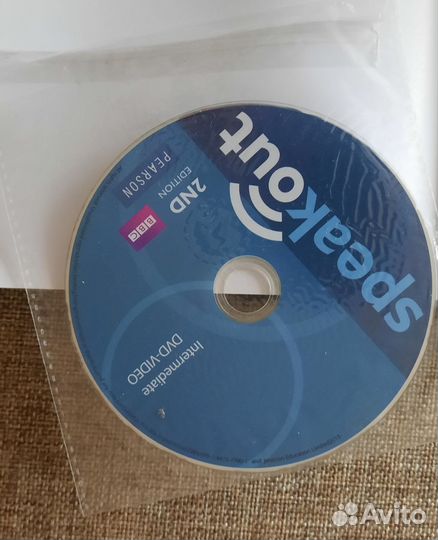 speakout
2ND
EDITION
PEARSON
BBC
Intermediate
DVD-VIDEO
Avito